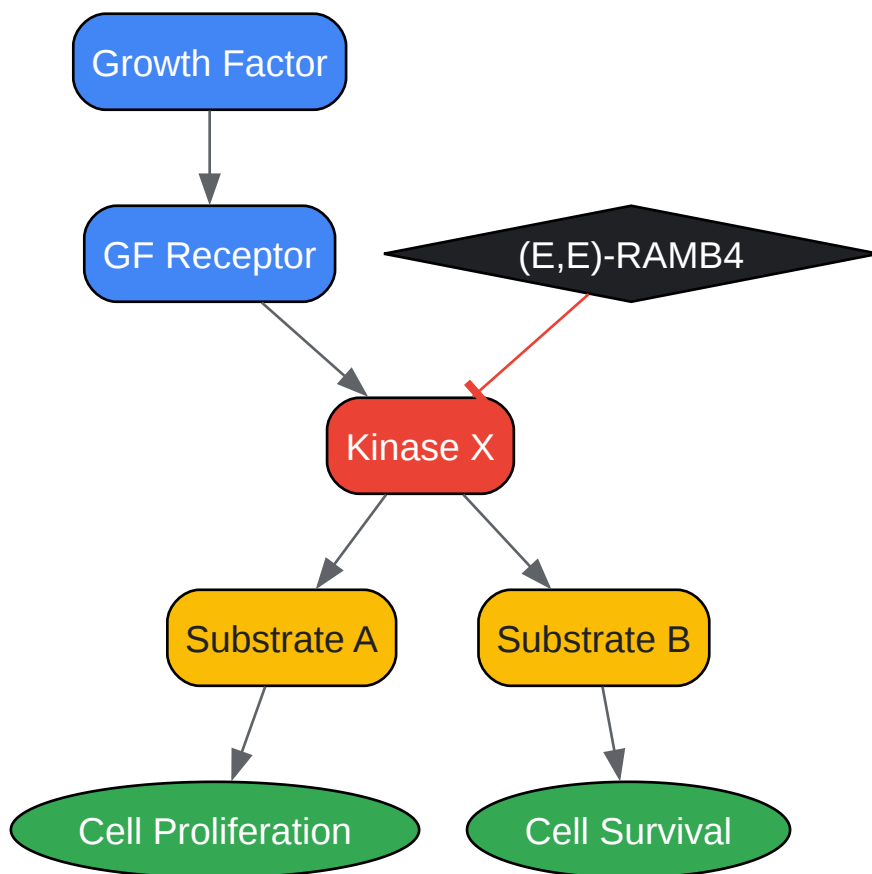 Growth Factor
GF Receptor
(E,E)-RAMB4
Kinase X
Substrate A
Substrate B
Cell Proliferation
Cell Survival